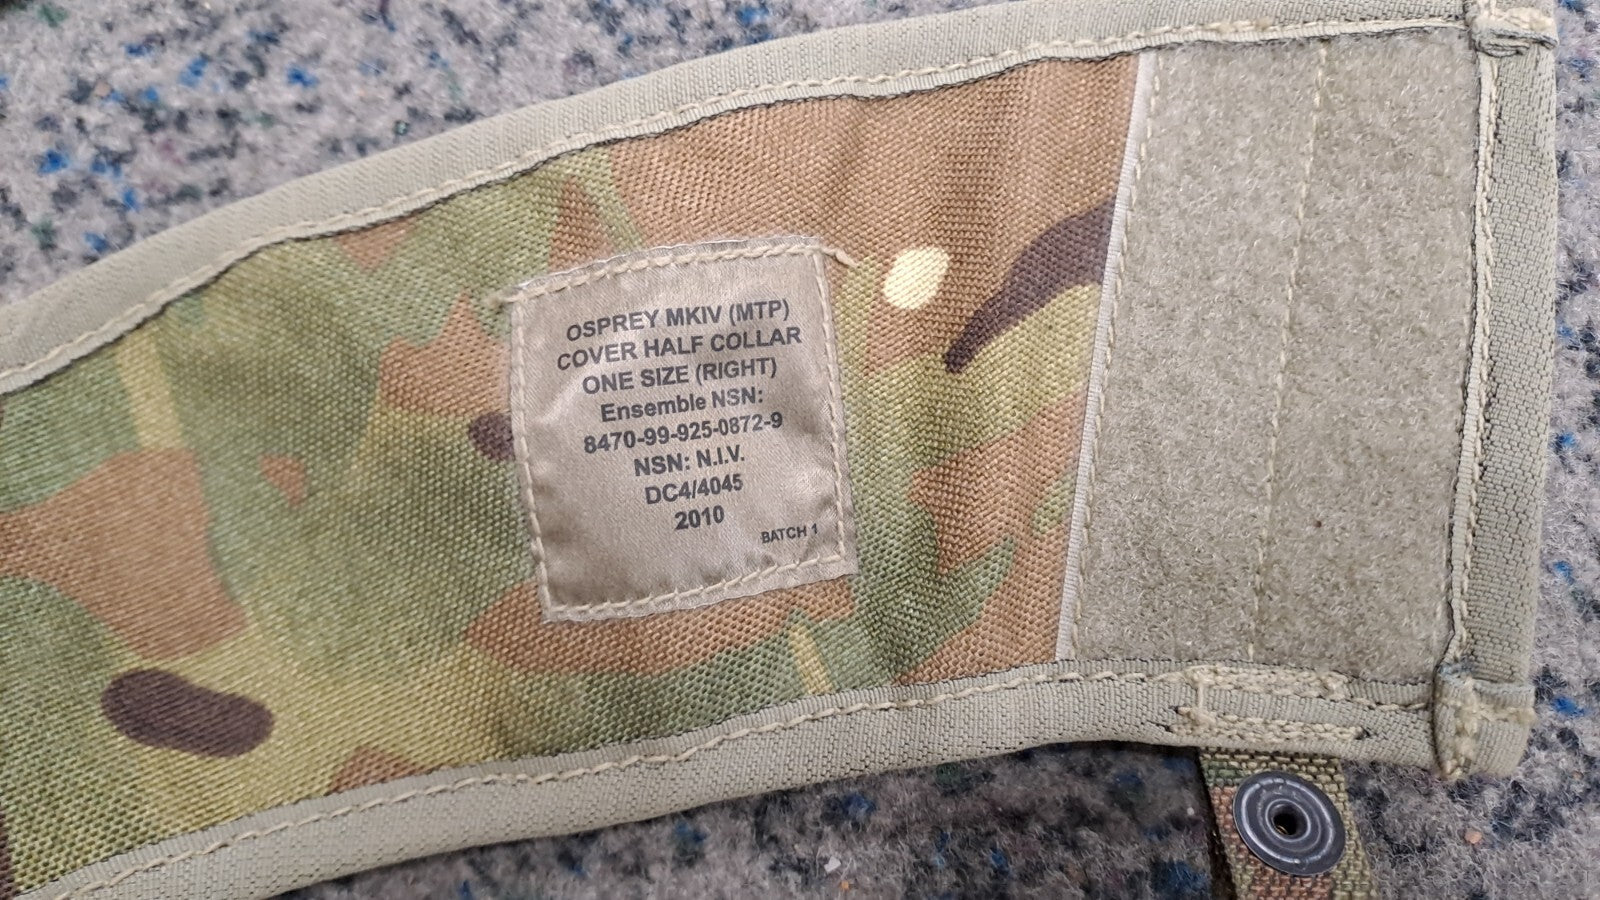 OSPREY MKIV (MTP)
COVER HALF COLLAR
ONE SIZE (RIGHT)
Ensemble NSN:
8470-99-925-0872-9
NSN: N.I.V.
DC4/4045
2010
BATCH 1